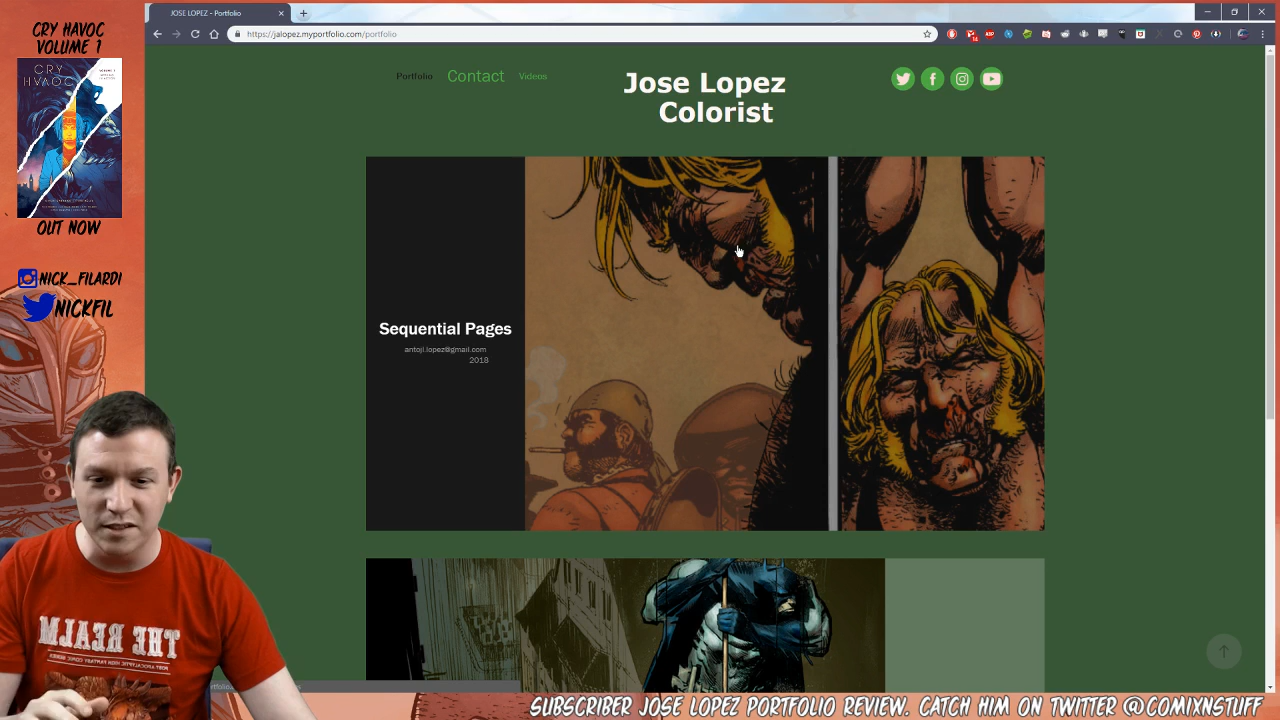 CRY HAVOC
VOLUME 1
CRY
HAVOC
OUT NOW
NICK_FILARDI
NICKFIL
JOSE LOPEZ - Portfolio
https://jalopez.myportfolio.com/portfolio
Portfolio
Contact
Videos
Jose Lopez
Colorist
Sequential Pages
antoji.lopez@gmail.com
2018
THE REALM
SUBSCRIBER JOSE LOPEZ PORTFOLIO REVIEW. CATCH HIM ON TWITTER @COMIXNSTUFF